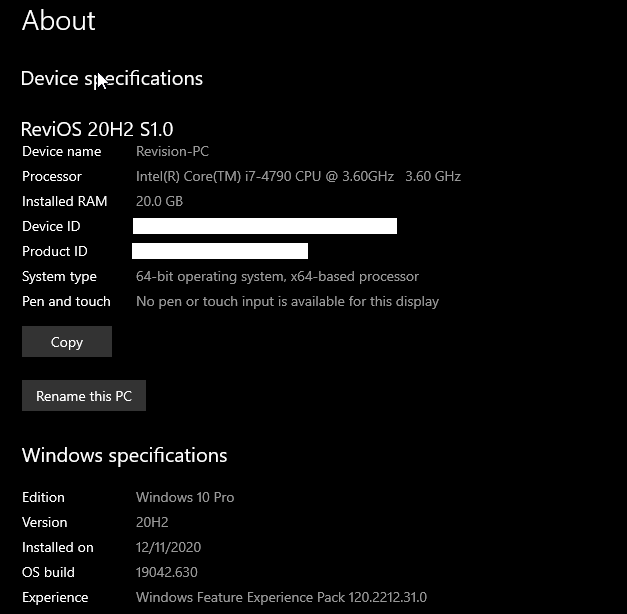 About
Device specifications
ReviOS 20H2 S1.0
Device name Revision-PC
Processor Intel(R) Core(TM) i7-4790 CPU @ 3.60GHz 3.60 GHz
Installed RAM 20.0 GB
Device ID
Product ID
System type 64-bit operating system, x64-based processor
Pen and touch No pen or touch input is available for this display
Copy
Rename this PC
Windows specifications
Edition Windows 10 Pro
Version 20H2
Installed on 12/11/2020
OS build 19042.630
Experience Windows Feature Experience Pack 120.2212.31.0